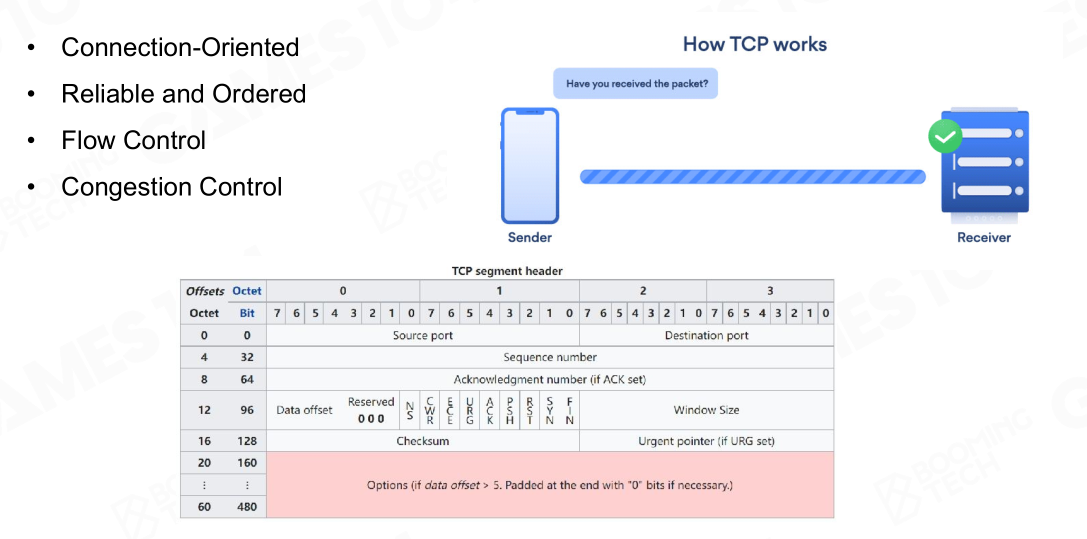 • Connection-Oriented
• Reliable and Ordered
• Flow Control
• Congestion Control
How TCP works
Have you received the packet?
Sender
Receiver
TCP segment header
Offsets Octet 0 1 2 3
Octet Bit 7 6 5 4 3 2 1 0 7 6 5 4 3 2 1 0 7 6 5 4 3 2 1 0 7 6 5 4 3 2 1 0
0 0 Source port Destination port
4 32 Sequence number
8 64 Acknowledgment number (if ACK set)
12 96 Data offset Reserved 0 0 0 NS CWR ECE URG ACK PSH RST SYN FIN Window Size
16 128 Checksum Urgent pointer (if URG set)
20 160
⋮ ⋮ Options (if data offset > 5. Padded at the end with "0" bits if necessary.)
60 480
GAMES10
BOOMING
TECH